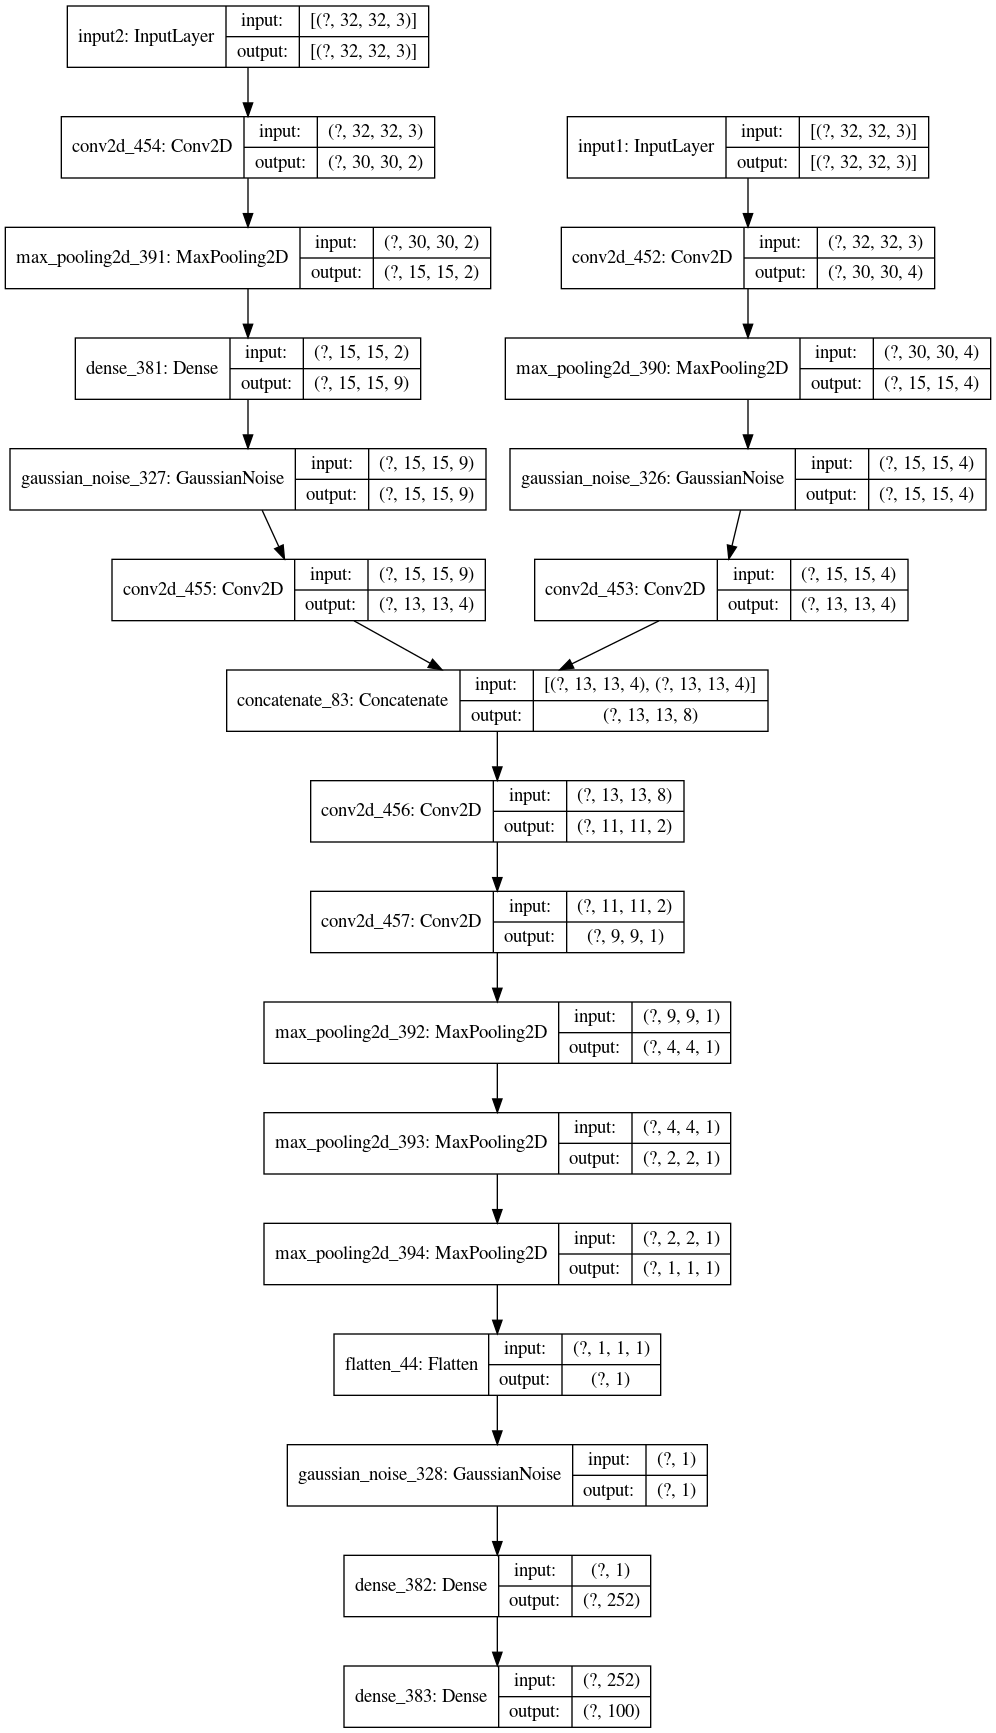 input2: InputLayer
input: [(?, 32, 32, 3)]
output: [(?, 32, 32, 3)]
conv2d_454: Conv2D
input: (?, 32, 32, 3)
output: (?, 30, 30, 2)
input1: InputLayer
input: [(?, 32, 32, 3)]
output: [(?, 32, 32, 3)]
max_pooling2d_391: MaxPooling2D
input: (?, 30, 30, 2)
output: (?, 15, 15, 2)
conv2d_452: Conv2D
input: (?, 32, 32, 3)
output: (?, 30, 30, 4)
dense_381: Dense
input: (?, 15, 15, 2)
output: (?, 15, 15, 9)
max_pooling2d_390: MaxPooling2D
input: (?, 30, 30, 4)
output: (?, 15, 15, 4)
gaussian_noise_327: GaussianNoise
input: (?, 15, 15, 9)
output: (?, 15, 15, 9)
gaussian_noise_326: GaussianNoise
input: (?, 15, 15, 4)
output: (?, 15, 15, 4)
conv2d_455: Conv2D
input: (?, 15, 15, 9)
output: (?, 13, 13, 4)
conv2d_453: Conv2D
input: (?, 15, 15, 4)
output: (?, 13, 13, 4)
concatenate_83: Concatenate
input: [(?, 13, 13, 4), (?, 13, 13, 4)]
output: (?, 13, 13, 8)
conv2d_456: Conv2D
input: (?, 13, 13, 8)
output: (?, 11, 11, 2)
conv2d_457: Conv2D
input: (?, 11, 11, 2)
output: (?, 9, 9, 1)
max_pooling2d_392: MaxPooling2D
input: (?, 9, 9, 1)
output: (?, 4, 4, 1)
max_pooling2d_393: MaxPooling2D
input: (?, 4, 4, 1)
output: (?, 2, 2, 1)
max_pooling2d_394: MaxPooling2D
input: (?, 2, 2, 1)
output: (?, 1, 1, 1)
flatten_44: Flatten
input: (?, 1, 1, 1)
output: (?, 1)
gaussian_noise_328: GaussianNoise
input: (?, 1)
output: (?, 1)
dense_382: Dense
input: (?, 1)
output: (?, 252)
dense_383: Dense
input: (?, 252)
output: (?, 100)